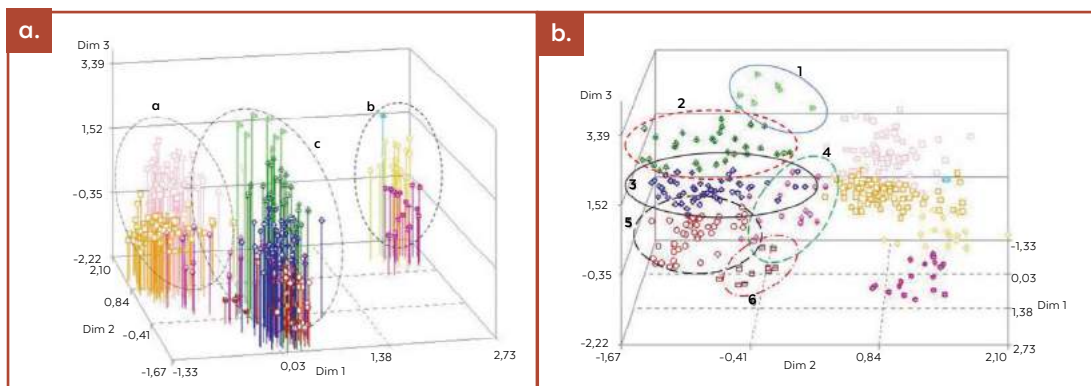 a.
Dim 3
3,39
1,52
-0,35
-2,22
2,10
0,84
Dim 2
-0,41
-1,67
-1,33
0,03
Dim 1
1,38
2,73
a
b
c
b.
Dim 3
3,39
1,52
-0,35
-2,22
-1,67
-0,41
Dim 2
0,84
2,10
-1,33
0,03
Dim 1
1,38
2,73
1
2
3
4
5
6